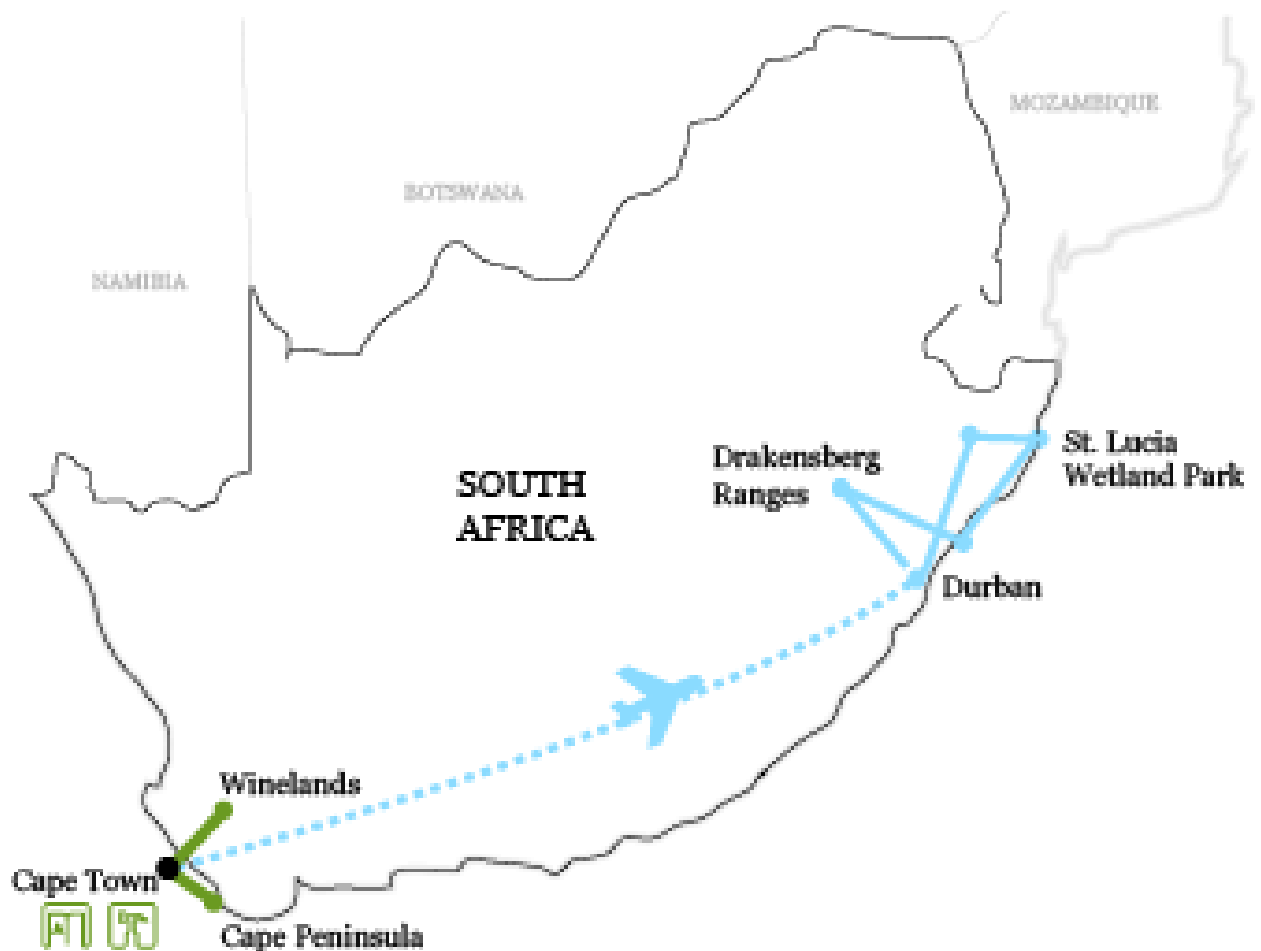 MOZAMBIQUE
BOTSWANA
NAMIBIA
SOUTH
AFRICA
Drakensberg
Ranges
St. Lucia
Wetland Park
Durban
Winelands
Cape Town
Cape Peninsula